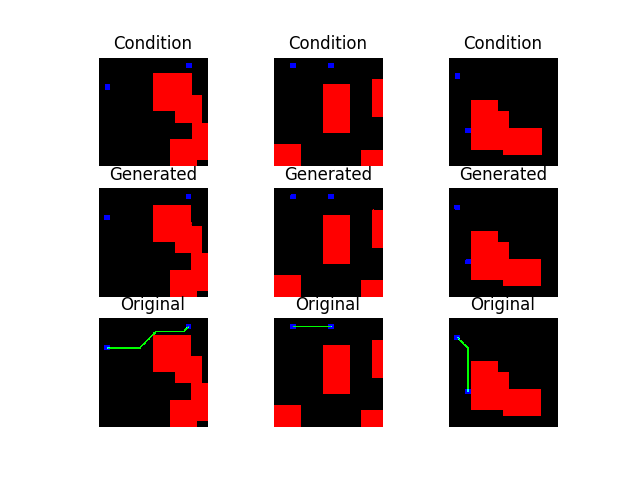 Condition
Condition
Condition
Generated
Generated
Generated
Original
Original
Original